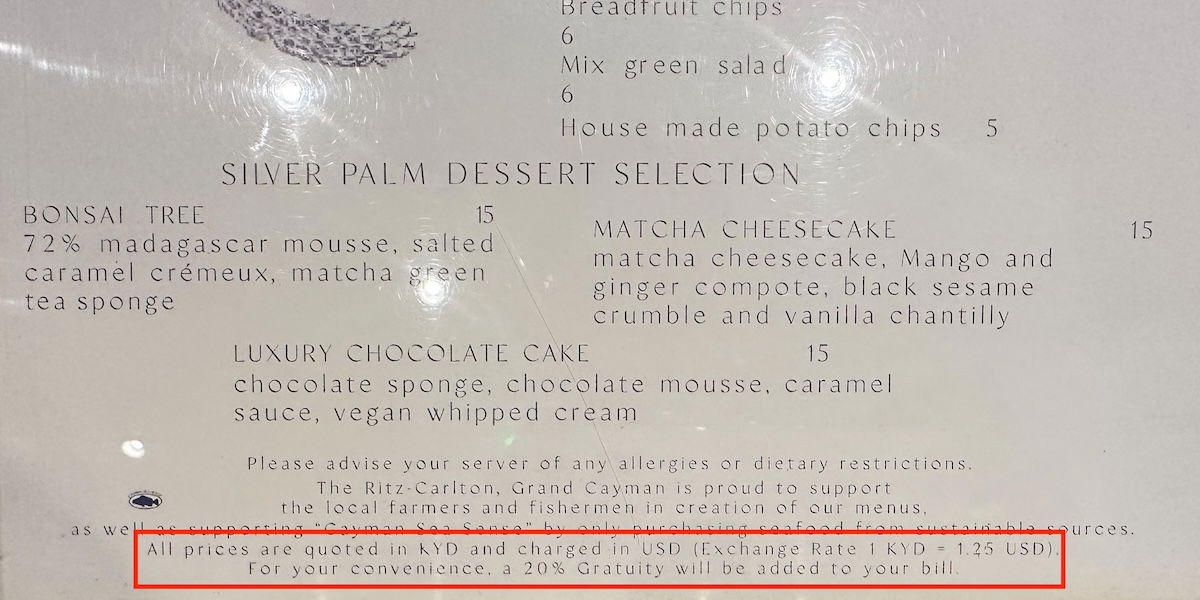 Breadfruit chips
6
Mix green salad
6
House made potato chips 5
SILVER PALM DESSERT SELECTION
BONSAI TREE 15
72% madagascar mousse, salted
caramel crémeux, matcha green
tea sponge
MATCHA CHEESECAKE 15
matcha cheesecake, Mango and
ginger compote, black sesame
crumble and vanilla chantilly
LUXURY CHOCOLATE CAKE 15
chocolate sponge, chocolate mousse, caramel
sauce, vegan whipped cream
Please advise your server of any allergies or dietary restrictions.
The Ritz-Carlton, Grand Cayman is proud to support
the local farmers and fishermen in creation of our menus,
as well as supporting "Cayman Sea Sense" by only purchasing seafood from sustainable sources.
All prices are quoted in KYD and charged in USD (Exchange Rate 1 KYD = 1.25 USD).
For your convenience, a 20% Gratuity will be added to your bill.